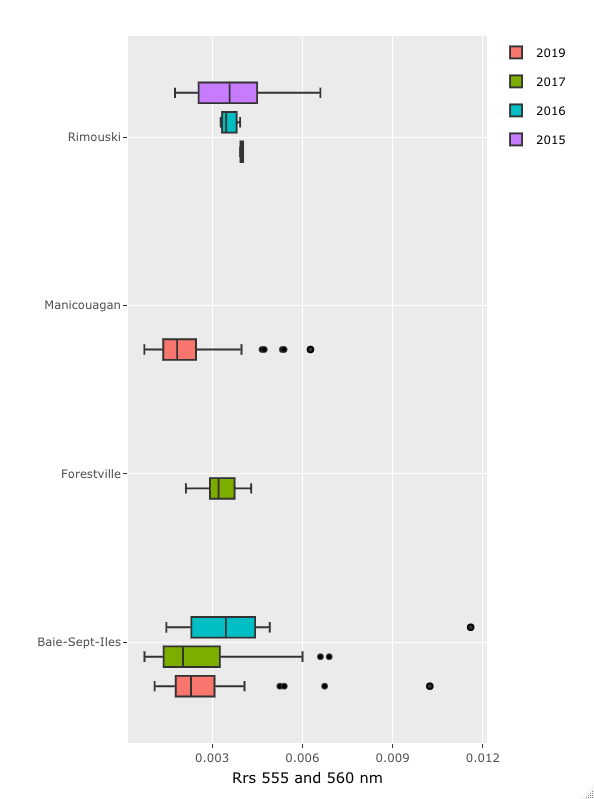 2019
2017
2016
2015
Rimouski
Manicouagan
Forestville
Baie-Sept-Iles
0.003 0.006 0.009 0.012
Rrs 555 and 560 nm